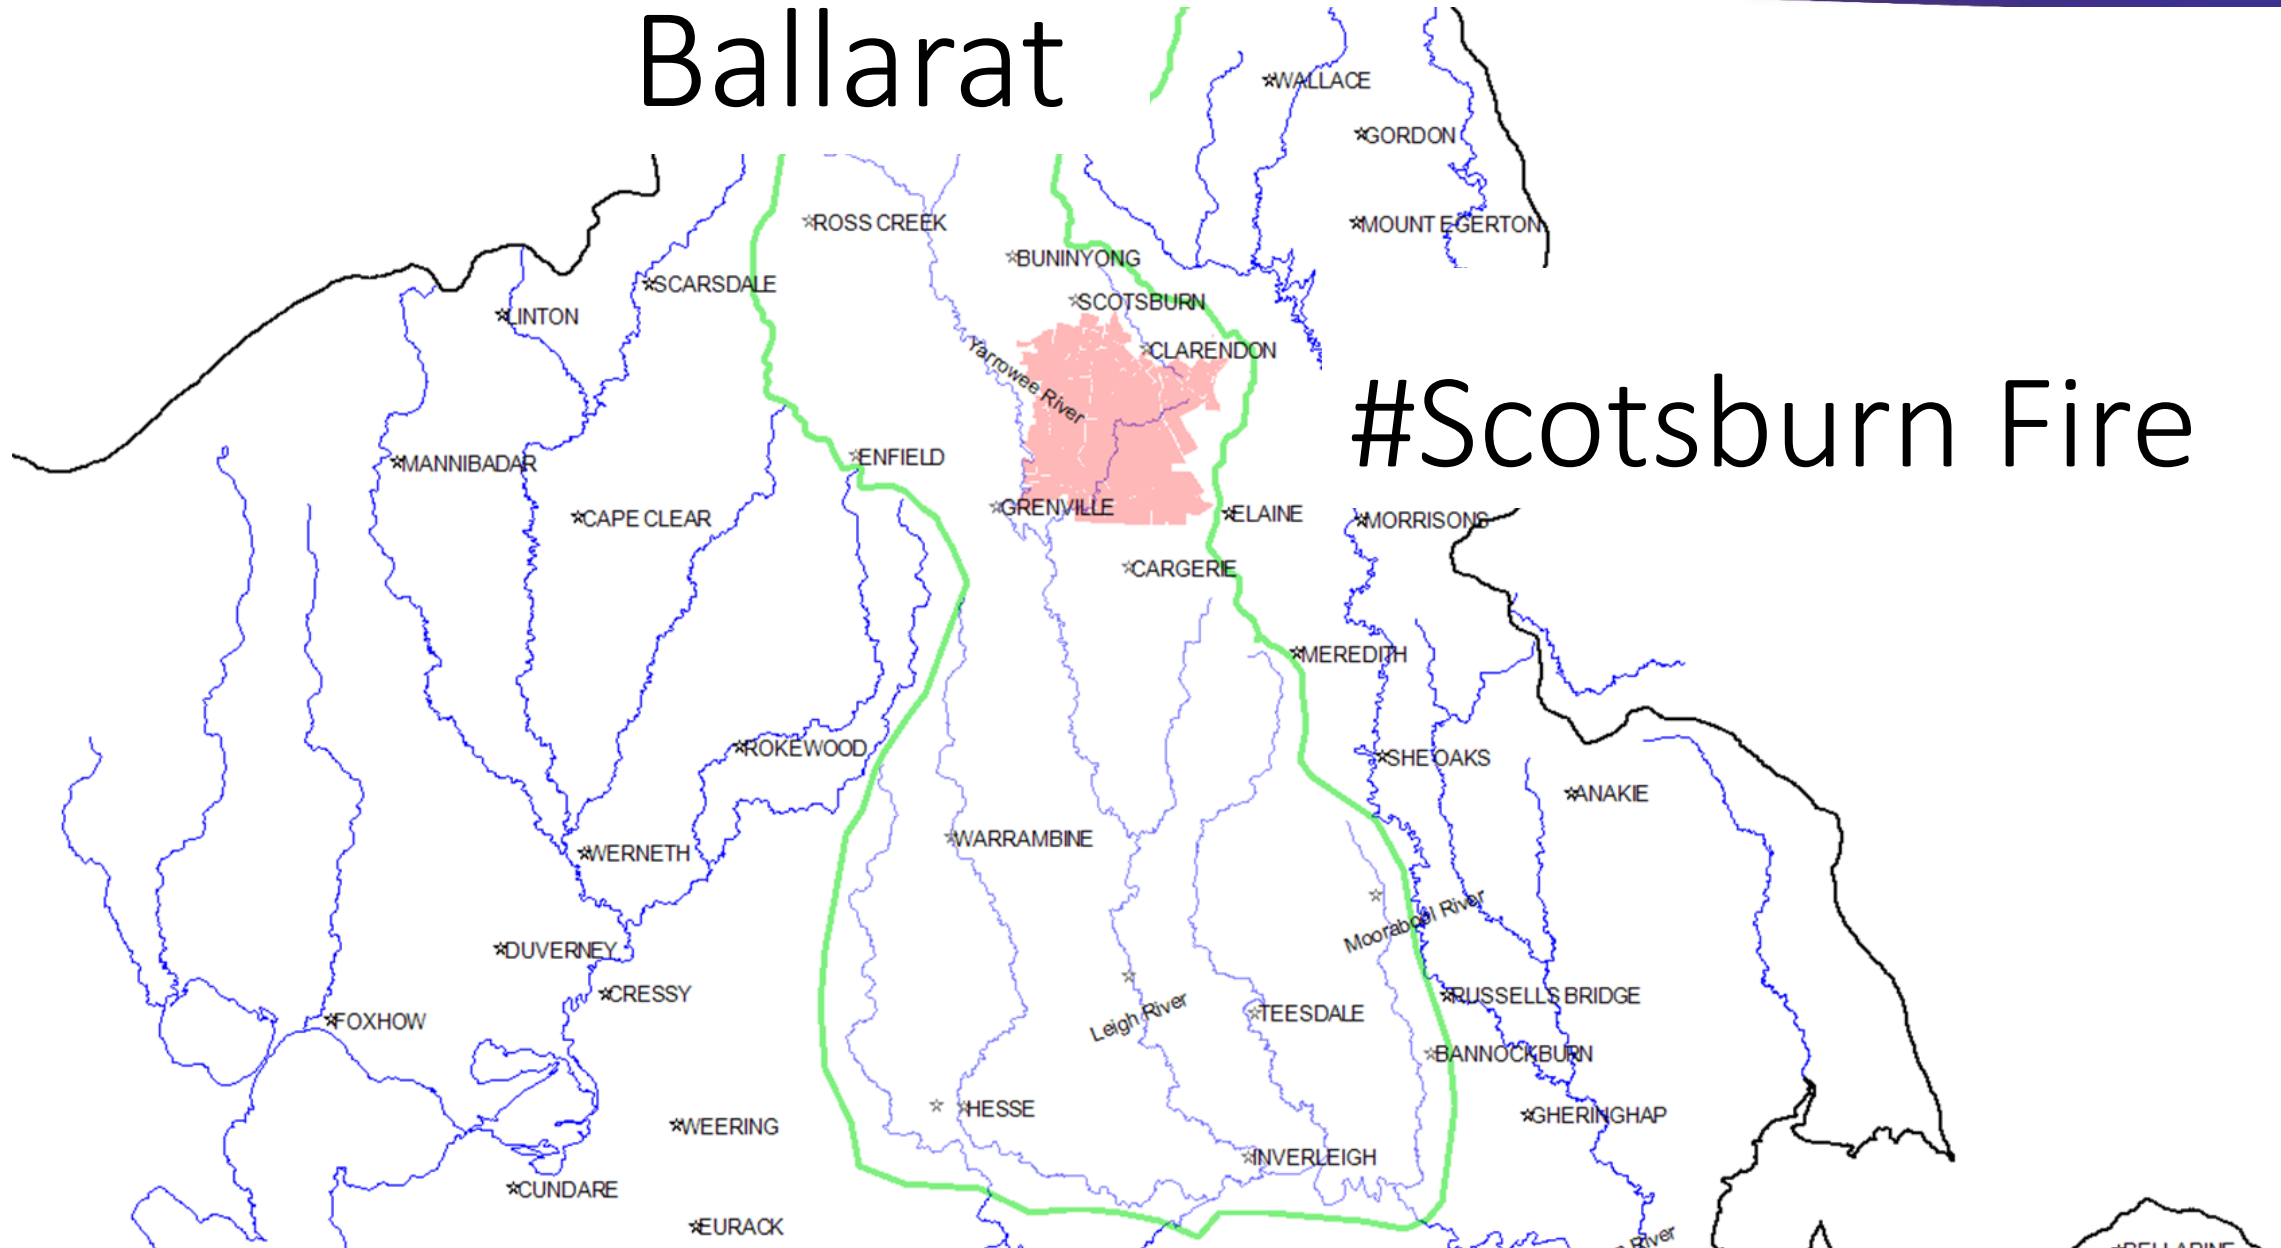 Ballarat
WALLACE
GORDON
ROSS CREEK
MOUNT EGERTON
BUNINYONG
SCARSDALE
SCOTSBURN
LINTON
CLARENDON
Yarrowee River
#Scotsburn Fire
ENFIELD
MANNIBADAR
GRENVILLE
ELAINE
CAPE CLEAR
MORRISONS
CARGERIE
MEREDITH
ROKEWOOD
SHE OAKS
ANAKIE
WARRAMBINE
WERNETH
Moorabool River
DUVERNEY
CRESSY
RUSSELLS BRIDGE
Leigh River
TEESDALE
FOXHOW
BANNOCKBURN
HESSE
GHERINGHAP
WEERING
INVERLEIGH
CUNDARE
EURACK
River